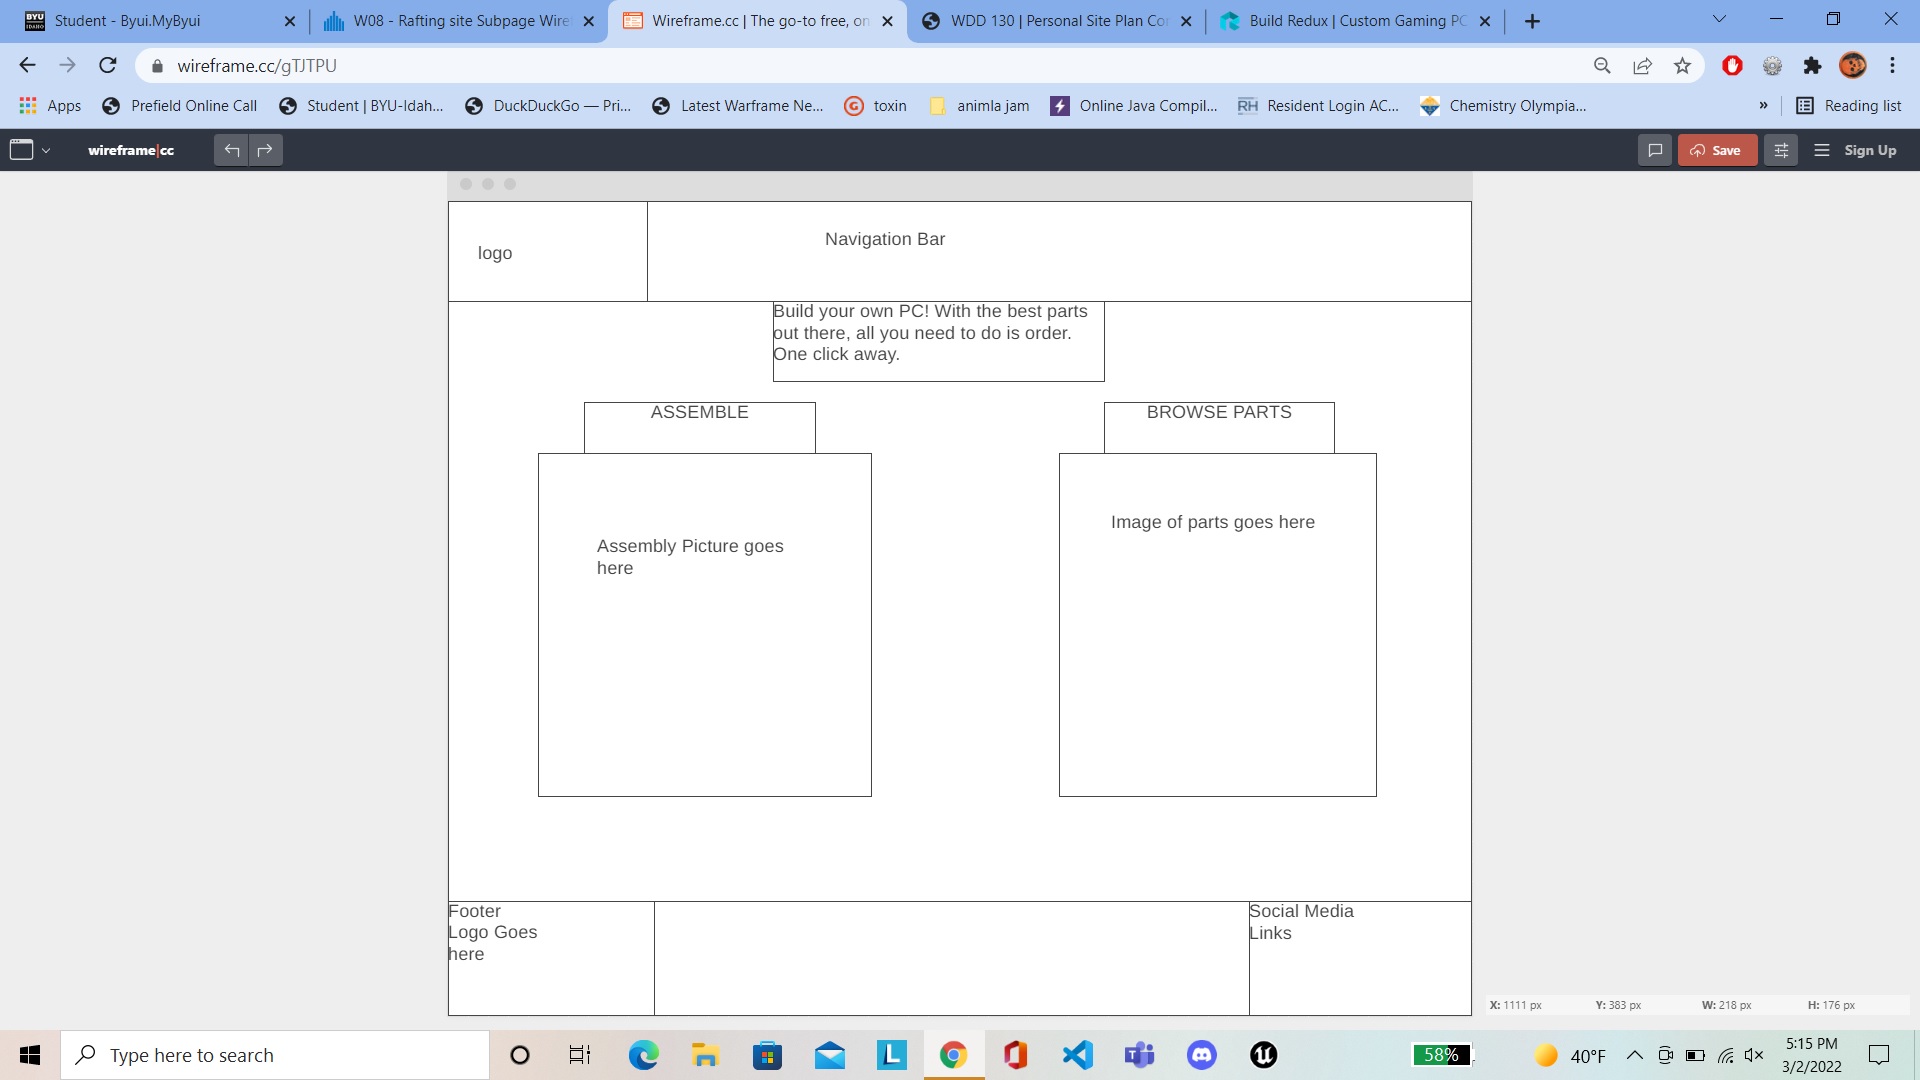 Student - Byui.MyByui
W08 - Rafting site Subpage Wire
Wireframe.cc | The go-to free, on
WDD 130 | Personal Site Plan Co
Build Redux | Custom Gaming PC
wireframe.cc/gTJTPU
Apps
Prefield Online Call
Student | BYU-Idah...
DuckDuckGo — Pri...
Latest Warframe Ne...
toxin
animla jam
Online Java Compil...
RH Resident Login AC...
Chemistry Olympia...
»
Reading list
wireframe|cc
Save
Sign Up
logo
Navigation Bar
Build your own PC! With the best parts
out there, all you need to do is order.
One click away.
ASSEMBLE
BROWSE PARTS
Assembly Picture goes
here
Image of parts goes here
Footer
Logo Goes
here
Social Media
Links
X: 1111 px Y: 383 px W: 218 px H: 176 px
Type here to search
58%
40°F
5:15 PM
3/2/2022